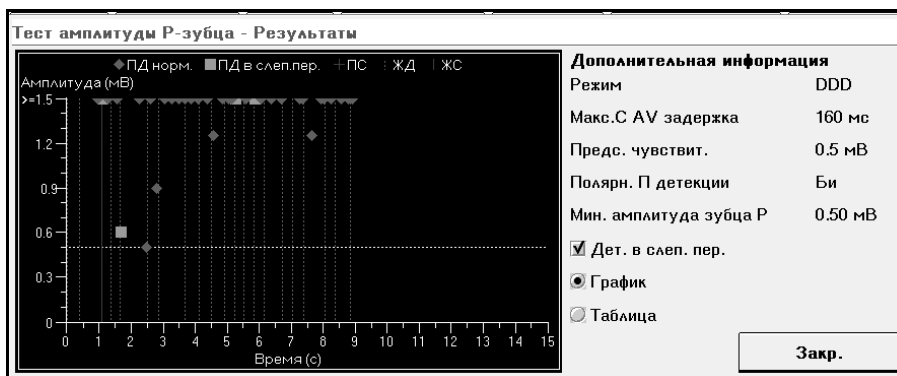 Тест амплитуды P-зубца - Результаты
ПД норм. ПД в слеп.пер. ПС ЖД ЖС
Амплитуда (мВ)
>=1.5
1.2
0.9
0.6
0.3
0
0 1 2 3 4 5 6 7 8 9 10 11 12 13 14 15
Время (с)
Дополнительная информация
Режим DDD
Макс.С AV задержка 160 мс
Предс. чувствит. 0.5 мВ
Полярн. П детекции Би
Мин. амплитуда зубца P 0.50 мВ
Дет. в слеп. пер.
График
Таблица
Закр.